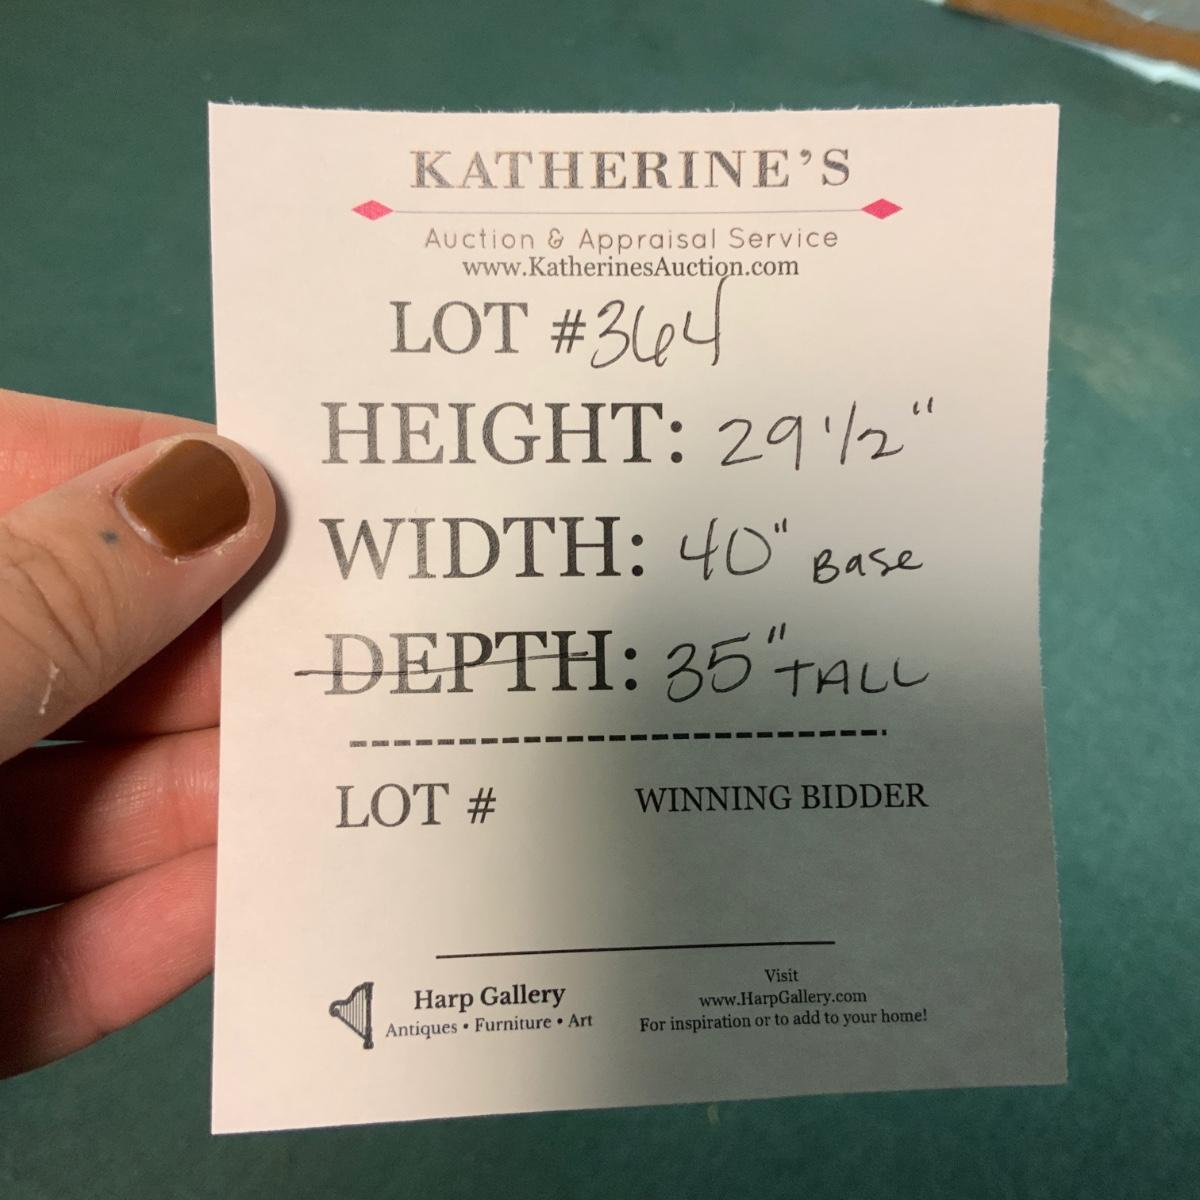 KATHERINE'S
Auction & Appraisal Service
www.KatherinesAuction.com
LOT #364
HEIGHT: 29 1/2"
WIDTH: 40" Base
DEPTH: 35" TALL
LOT # WINNING BIDDER
Harp Gallery
Antiques • Furniture • Art
Visit
www.HarpGallery.com
For inspiration or to add to your home!